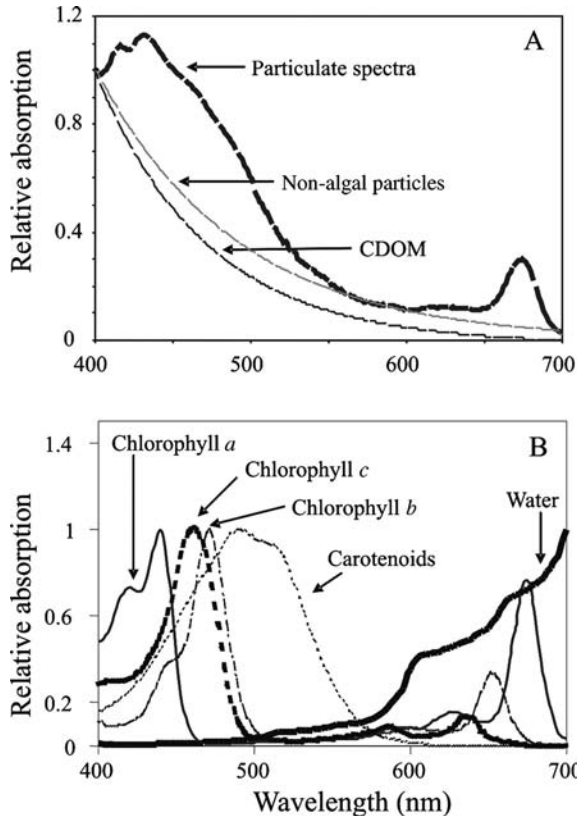 A
Relative absorption
1.2
0.8
0.4
0
400
500
600
700
Particulate spectra
Non-algal particles
CDOM
B
Relative absorption
1.4
1
0.6
0.2
0
400
500
600
700
Chlorophyll a
Chlorophyll c
Chlorophyll b
Carotenoids
Water
Wavelength (nm)